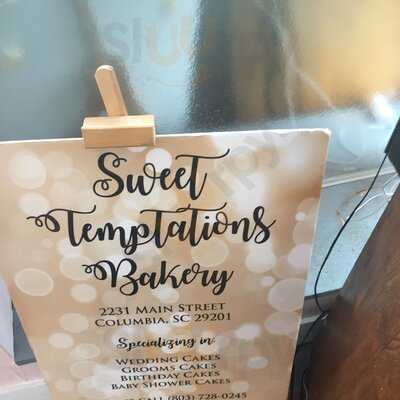 Sweet
Temptations
Bakery
2231 Main Street
Columbia, SC 29201
Specializing in:
Wedding Cakes
Grooms Cakes
Birthday Cakes
Baby Shower Cakes
Call (803) 728-0245